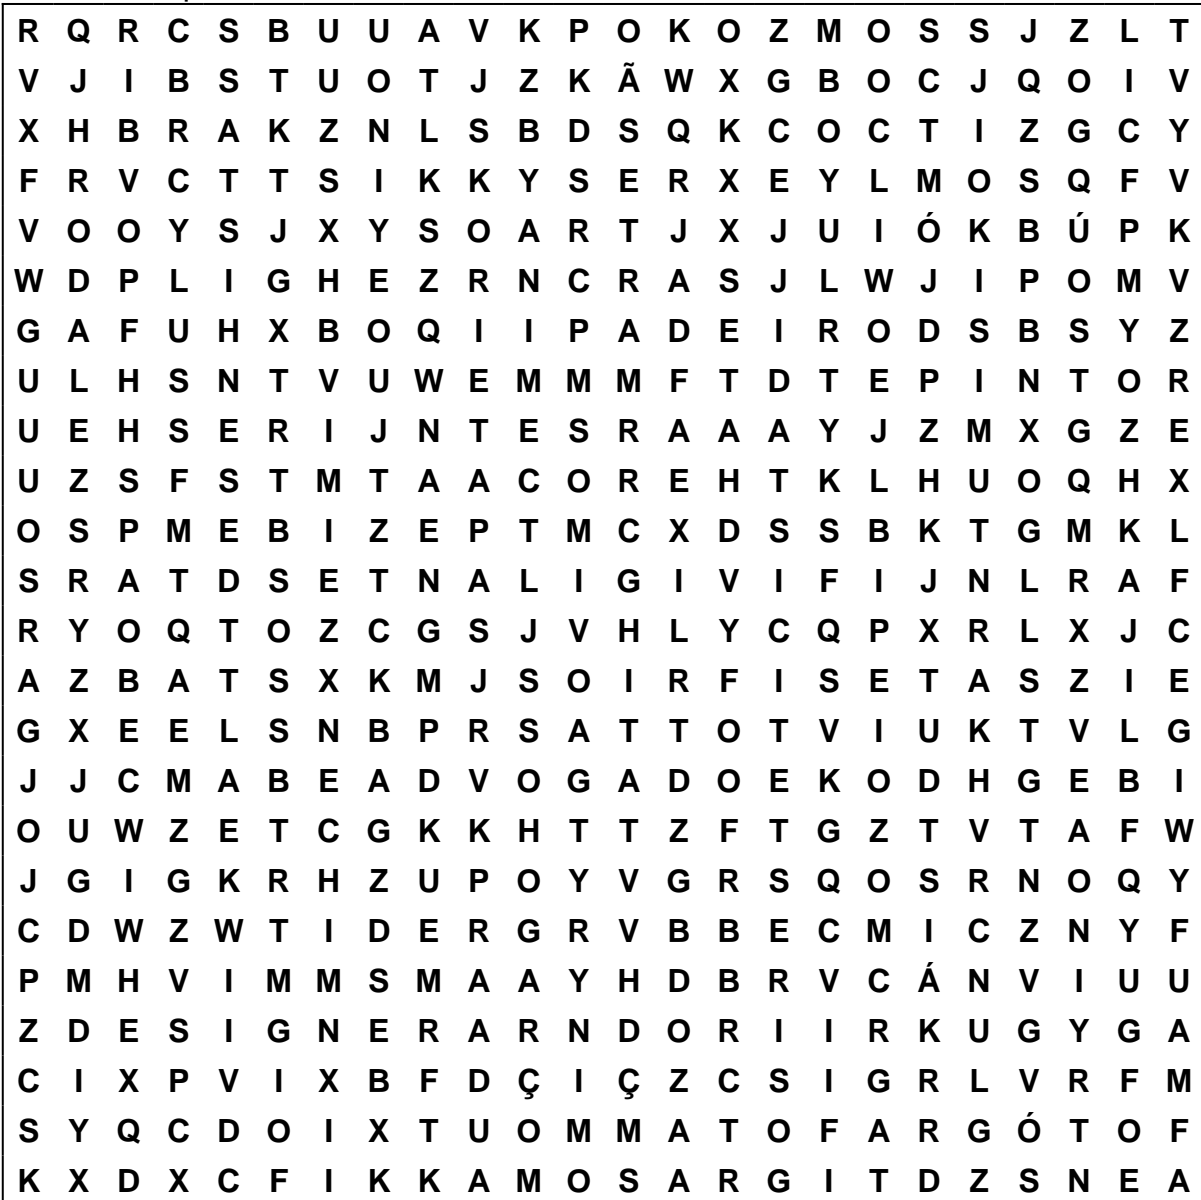 R Q R C S B U U A V K P O K O Z M O S S J Z L T
V J I B S T U O T J Z K Ã W X G B O C J Q O I V
X H B R A K Z N L S B D S Q K C O C T I Z G C Y
F R V C T T S I K K Y S E R X E Y L M O S Q F V
V O O Y S J X Y S O A R T J X J U I Ó K B Ú P K
W D P L I G H E Z R N C R A S J L W J I P O M V
G A F U H X B O Q I I P A D E I R O D S B S Y Z
U L H S N T V U W E M M M F T D T E P I N T O R
U E H S E R I J N T E S R A A A Y J Z M X G Z E
U Z S F S T M T A A C O R E H T K L H U O Q H X
O S P M E B I Z E P T M C X D S S B K T G M K L
S R A T D S E T N A L I G I V I F I J N L R A F
R Y O Q T O Z C G S J V H L Y C Q P X R L X J C
A Z B A T S X K M J S O I R F I S E T A S Z I E
G X E E L S N B P R S A T T O T V I U K T V L G
J J C M A B E A D V O G A D O E K O D H G E B I
O U W Z E T C G K K H T T Z F T G Z T V T A F W
J G I G K R H Z U P O Y V G R S Q O S R N O Q Y
C D W Z W T I D E R G R V B B E C M I C Z N Y F
P M H V I M M S M A A Y H D B R V C Á N V I U U
Z D E S I G N E R A R N D O R I I R K U G Y G A
C I X P V I X B F D Ç I Ç Z C S I G R L V R F M
S Y Q C D O I X T U O M M A T O F A R G Ó T O F
K X D X C F I K K A M O S A R G I T D Z S N E A